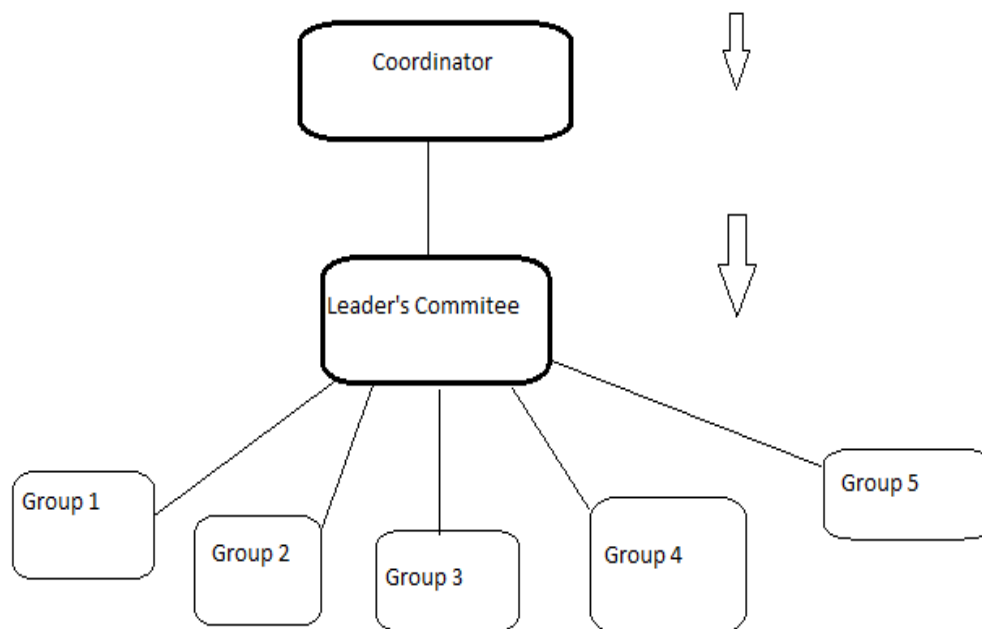 Coordinator
Leader's Commitee
Group 1
Group 2
Group 3
Group 4
Group 5